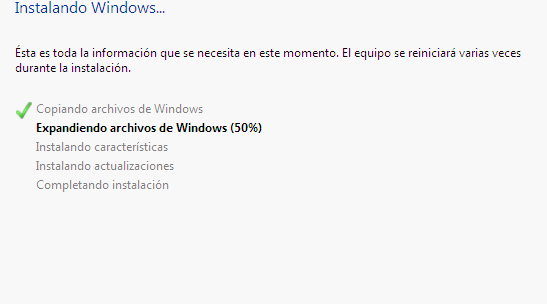 Instalando Windows...
Ésta es toda la información que se necesita en este momento. El equipo se reiniciará varias veces
durante la instalación.
Copiando archivos de Windows
Expandiendo archivos de Windows (50%)
Instalando características
Instalando actualizaciones
Completando instalación